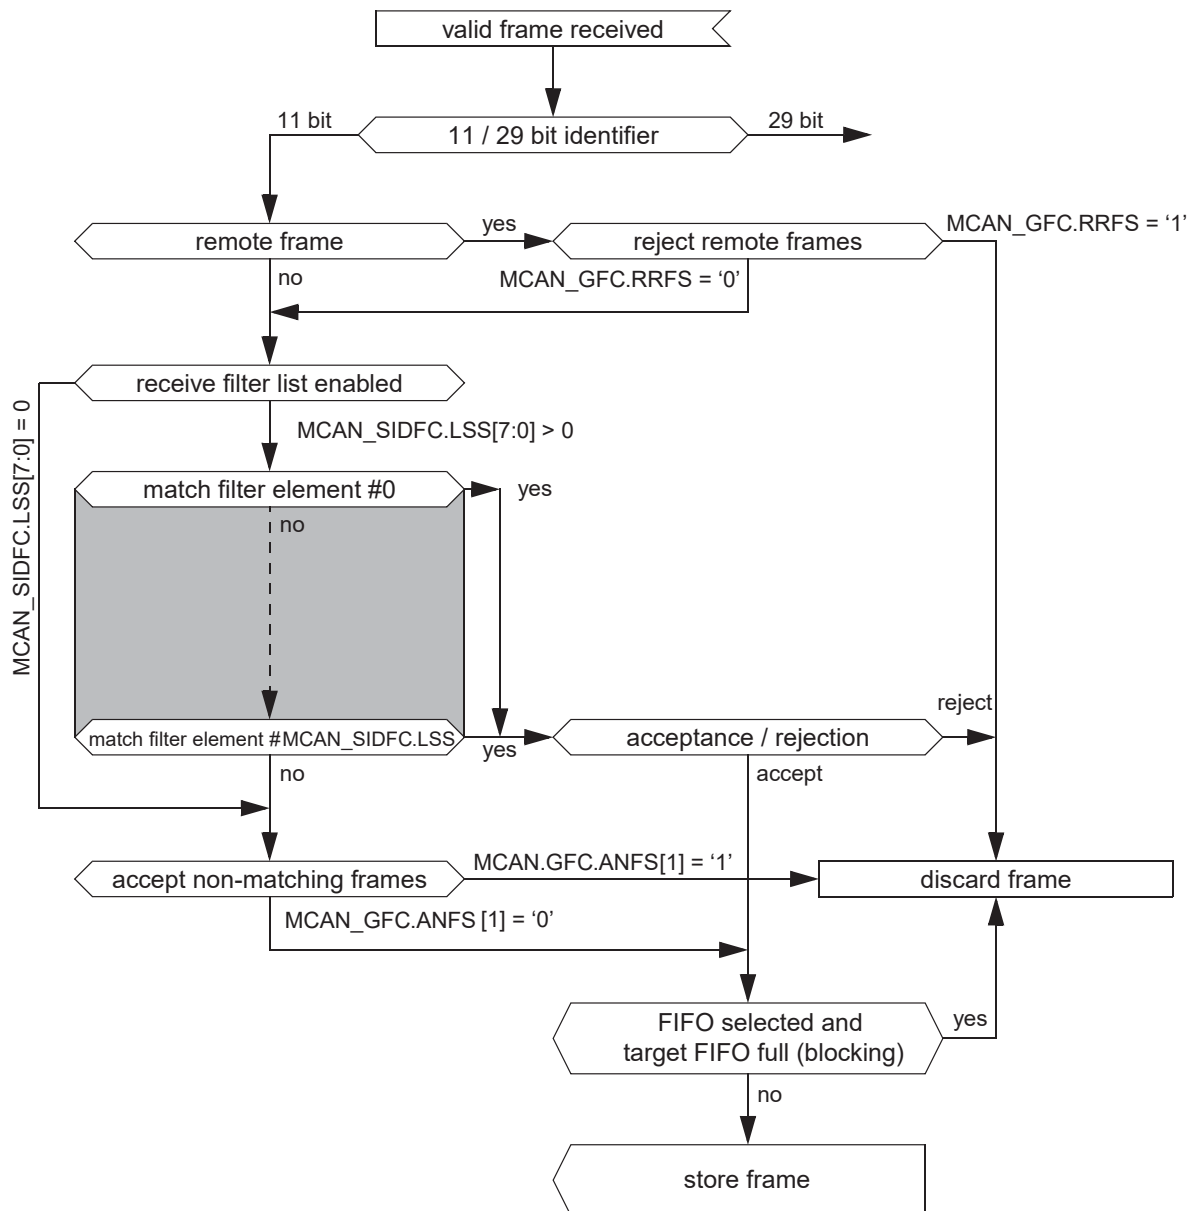 valid frame received
11 bit
11 / 29 bit identifier
29 bit
remote frame
yes
reject remote frames
MCAN_GFC.RRFS = ‘1’
no
MCAN_GFC.RRFS = ‘0’
receive filter list enabled
MCAN_SIDFC.LSS[7:0] = 0
MCAN_SIDFC.LSS[7:0] > 0
match filter element #0
yes
no
reject
match filter element #MCAN_SIDFC.LSS
yes
acceptance / rejection
no
accept
accept non-matching frames
MCAN.GFC.ANFS[1] = ‘1’
discard frame
MCAN_GFC.ANFS [1] = ‘0’
FIFO selected and
target FIFO full (blocking)
yes
no
store frame